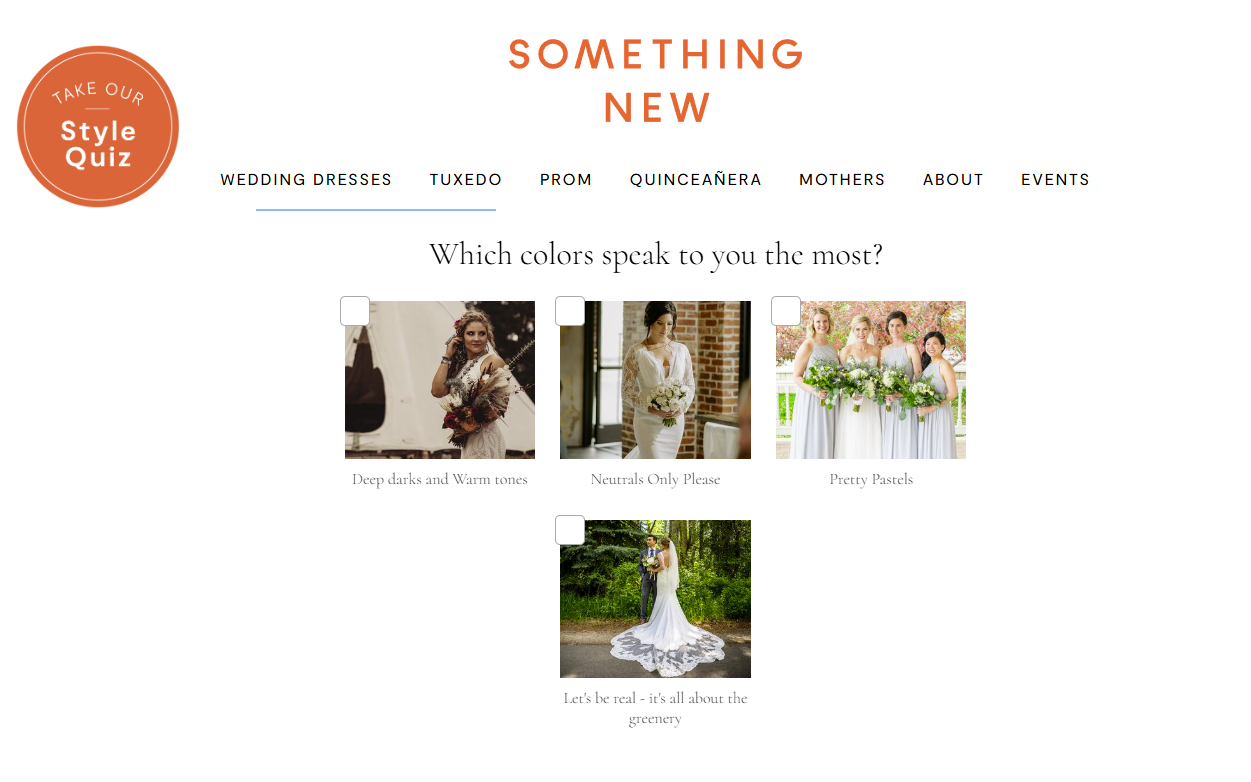 SOMETHING
NEW
TAKE OUR
Style
Quiz
WEDDING DRESSES TUXEDO PROM QUINCEAÑERA MOTHERS ABOUT EVENTS
Which colors speak to you the most?
Deep darks and Warm tones
Neutrals Only Please
Pretty Pastels
Let's be real - it's all about the
greenery